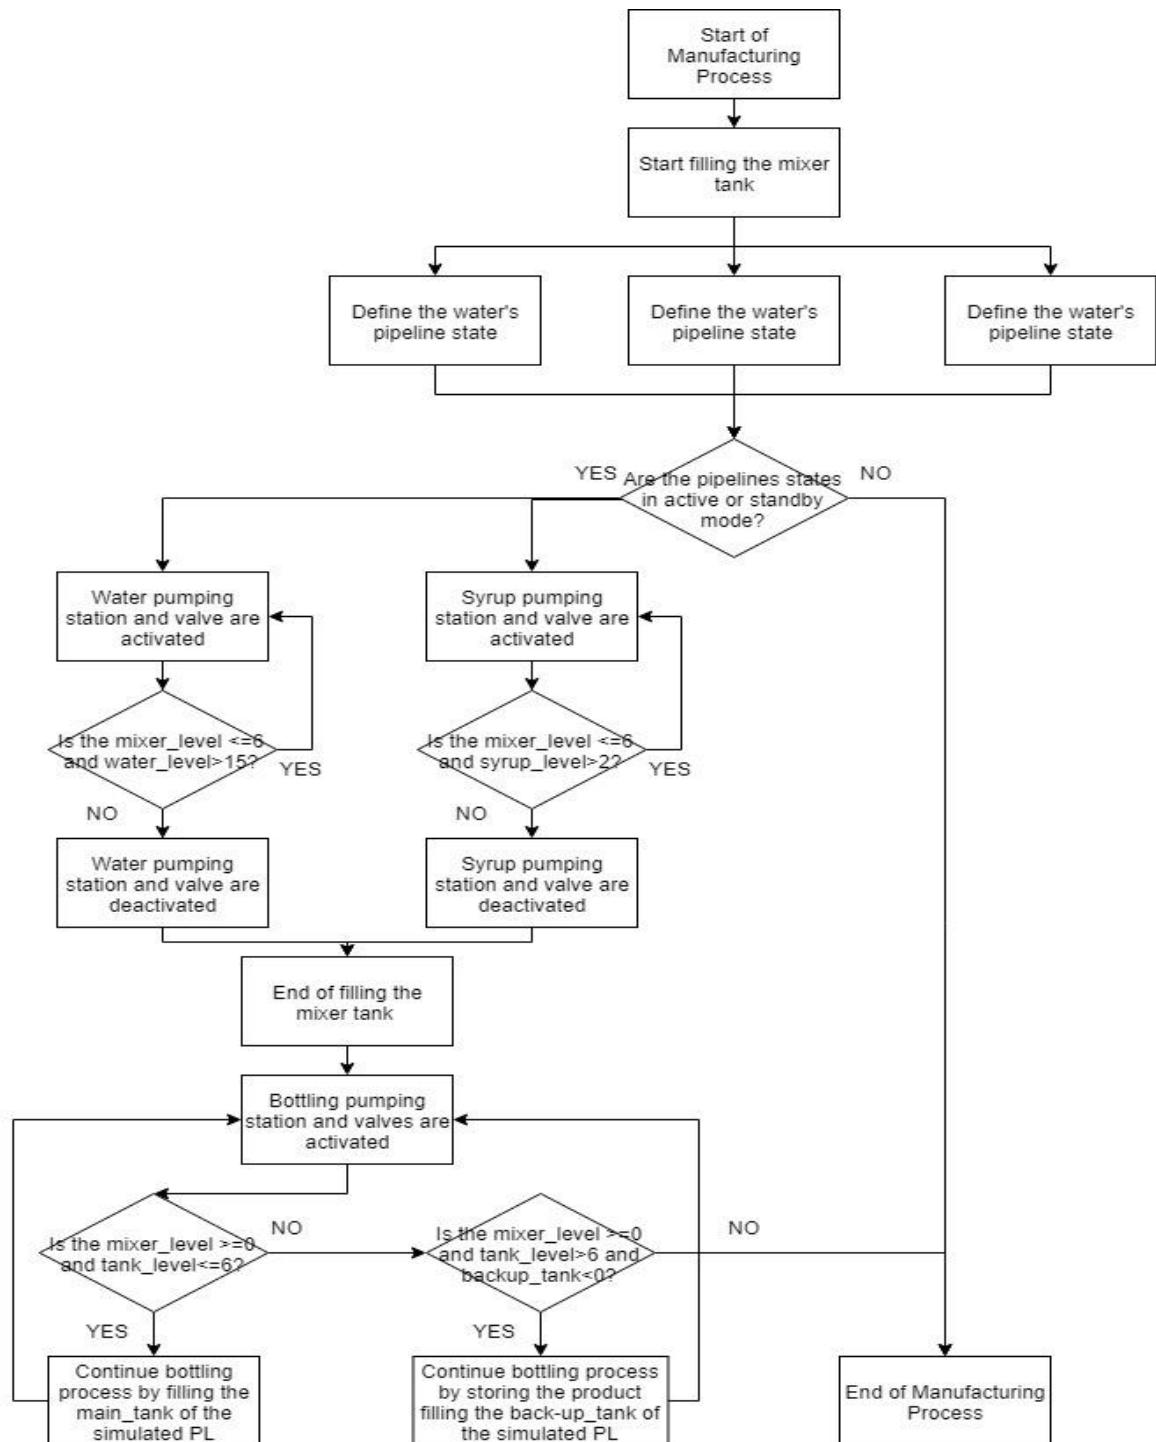 Start of
Manufacturing
Process
Start filling the mixer
tank
Define the water's
pipeline state
Define the water's
pipeline state
Define the water's
pipeline state
YES
Are the pipelines states
in active or standby
mode?
NO
Water pumping
station and valve are
activated
Syrup pumping
station and valve are
activated
Is the mixer_level <=6
and water_level>15?
YES
Is the mixer_level <=6
and syrup_level>2?
YES
NO
NO
Water pumping
station and valve are
deactivated
Syrup pumping
station and valve are
deactivated
End of filling the
mixer tank
Bottling pumping
station and valves are
activated
Is the mixer_level >=0
and tank_level<=6?
NO
Is the mixer_level >=0
and tank_level>6 and
backup_tank<0?
NO
YES
YES
Continue bottling
process by filling the
main_tank of the
simulated PL
Continue bottling process
by storing the product
filling the back-up_tank of
the simulated PL
End of Manufacturing
Process